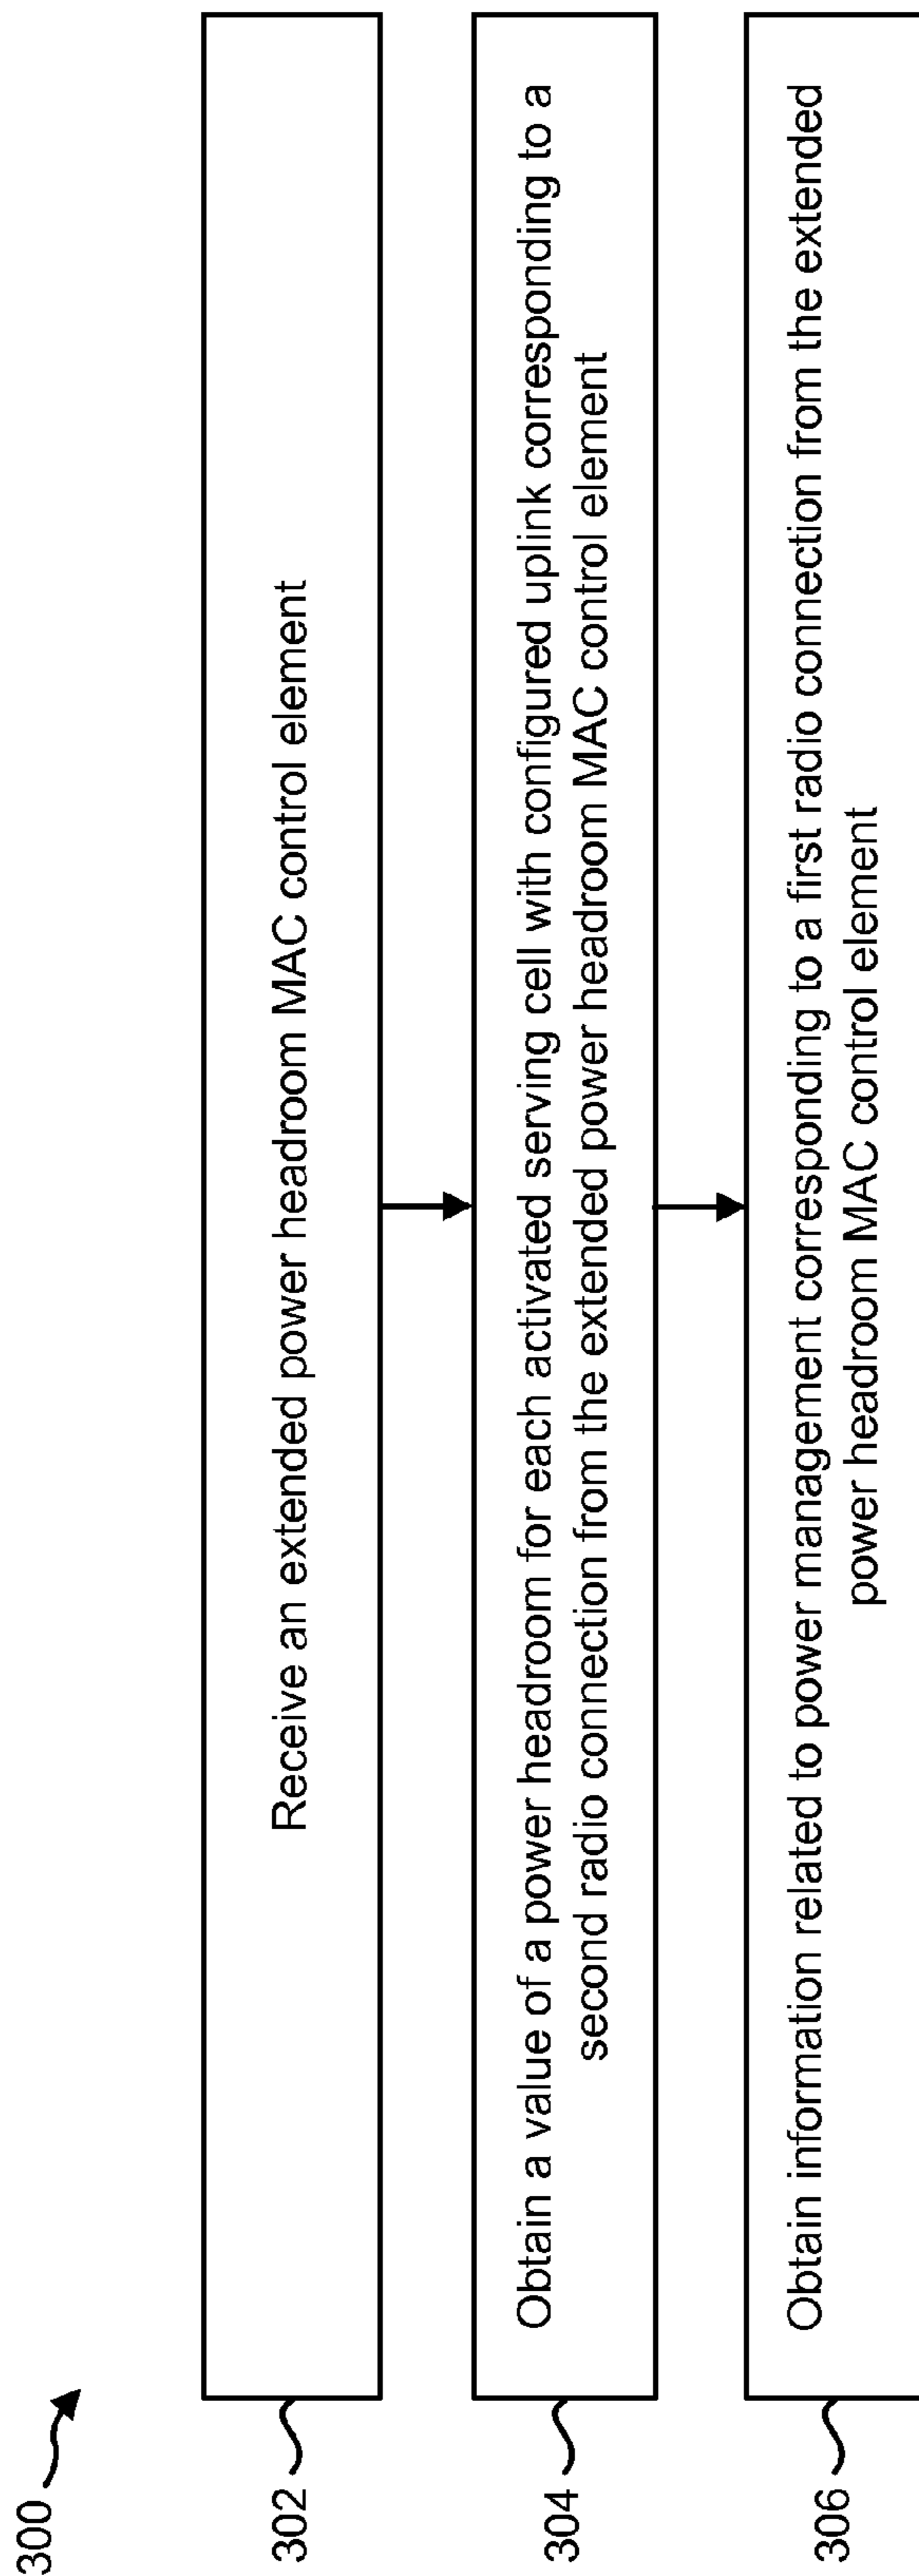 300
302
Receive an extended power headroom MAC control element
304
Obtain a value of a power headroom for each activated serving cell with configured uplink corresponding to a
second radio connection from the extended power headroom MAC control element
306
Obtain information related to power management corresponding to a first radio connection from the extended
power headroom MAC control element